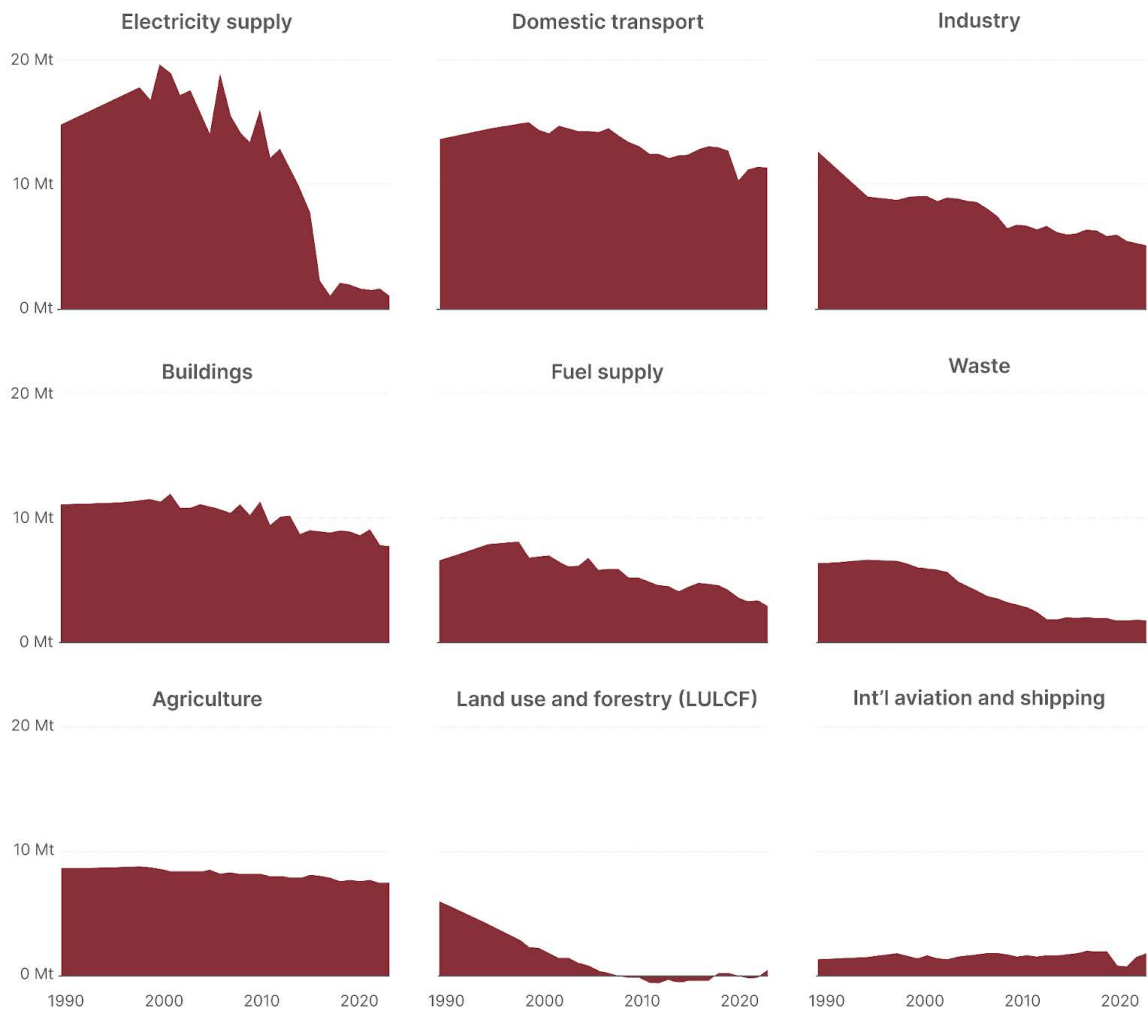 Electricity supply
Domestic transport
Industry
20 Mt
10 Mt
0 Mt
Buildings
Fuel supply
Waste
20 Mt
10 Mt
0 Mt
Agriculture
Land use and forestry (LULCF)
Int'l aviation and shipping
20 Mt
10 Mt
0 Mt
1990 2000 2010 2020
1990 2000 2010 2020
1990 2000 2010 2020